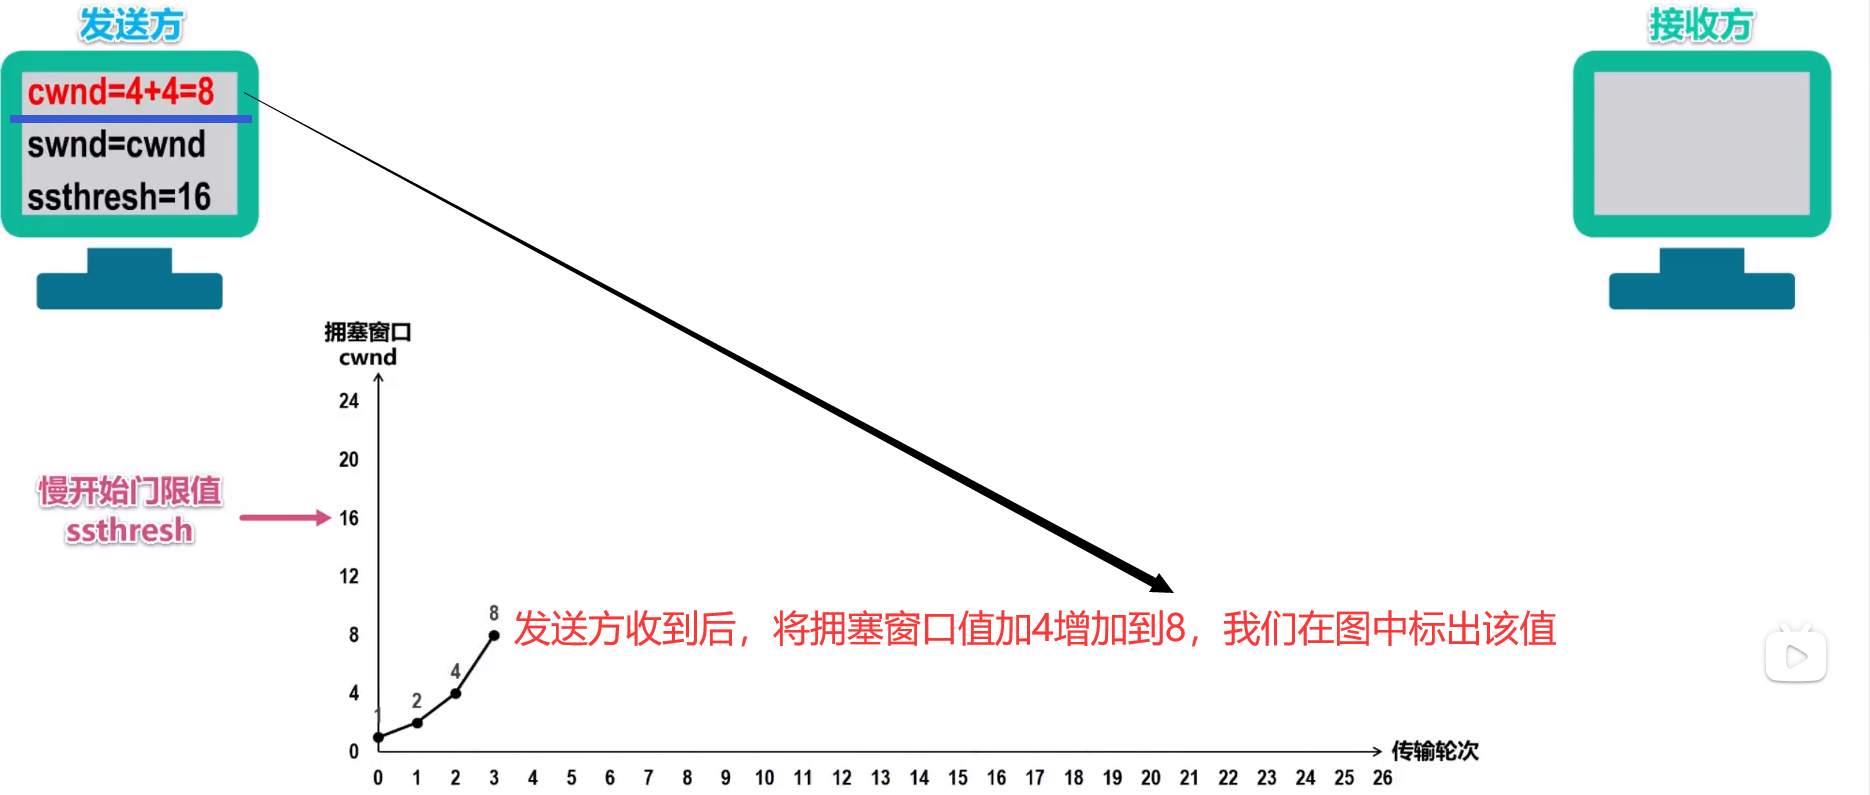 发送方
接收方
cwnd=4+4=8
swnd=cwnd
ssthresh=16
拥塞窗口
cwnd
24
20
慢开始门限值
ssthresh
16
12
8
8
发送方收到后，将拥塞窗口值加4增加到8，我们在图中标出该值
4
4
2
1
0
传输轮次
0 1 2 3 4 5 6 7 8 9 10 11 12 13 14 15 16 17 18 19 20 21 22 23 24 25 26